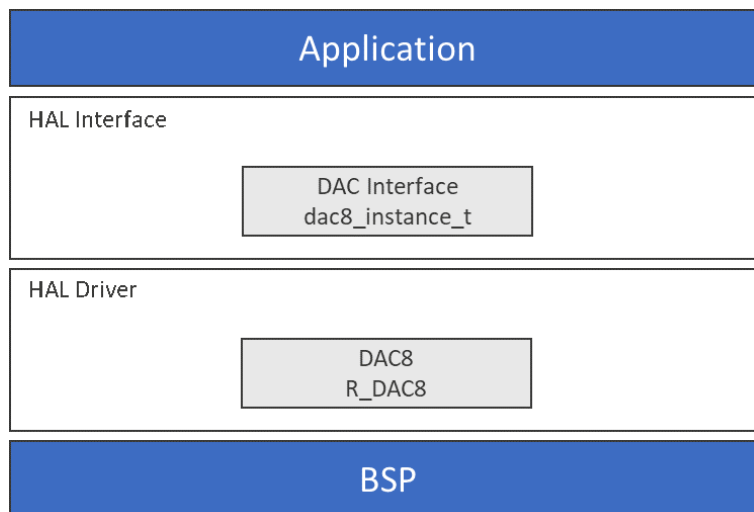 Application
HAL Interface
DAC Interface
dac8_instance_t
HAL Driver
DAC8
R_DAC8
BSP